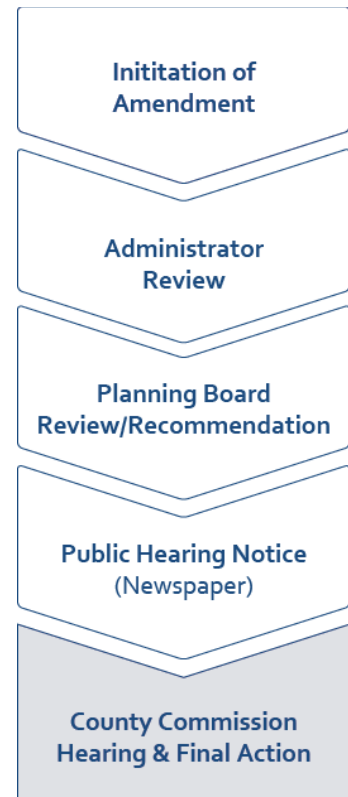 Inititation of
Amendment
Administrator
Review
Planning Board
Review/Recommendation
Public Hearing Notice
(Newspaper)
County Commission
Hearing & Final Action